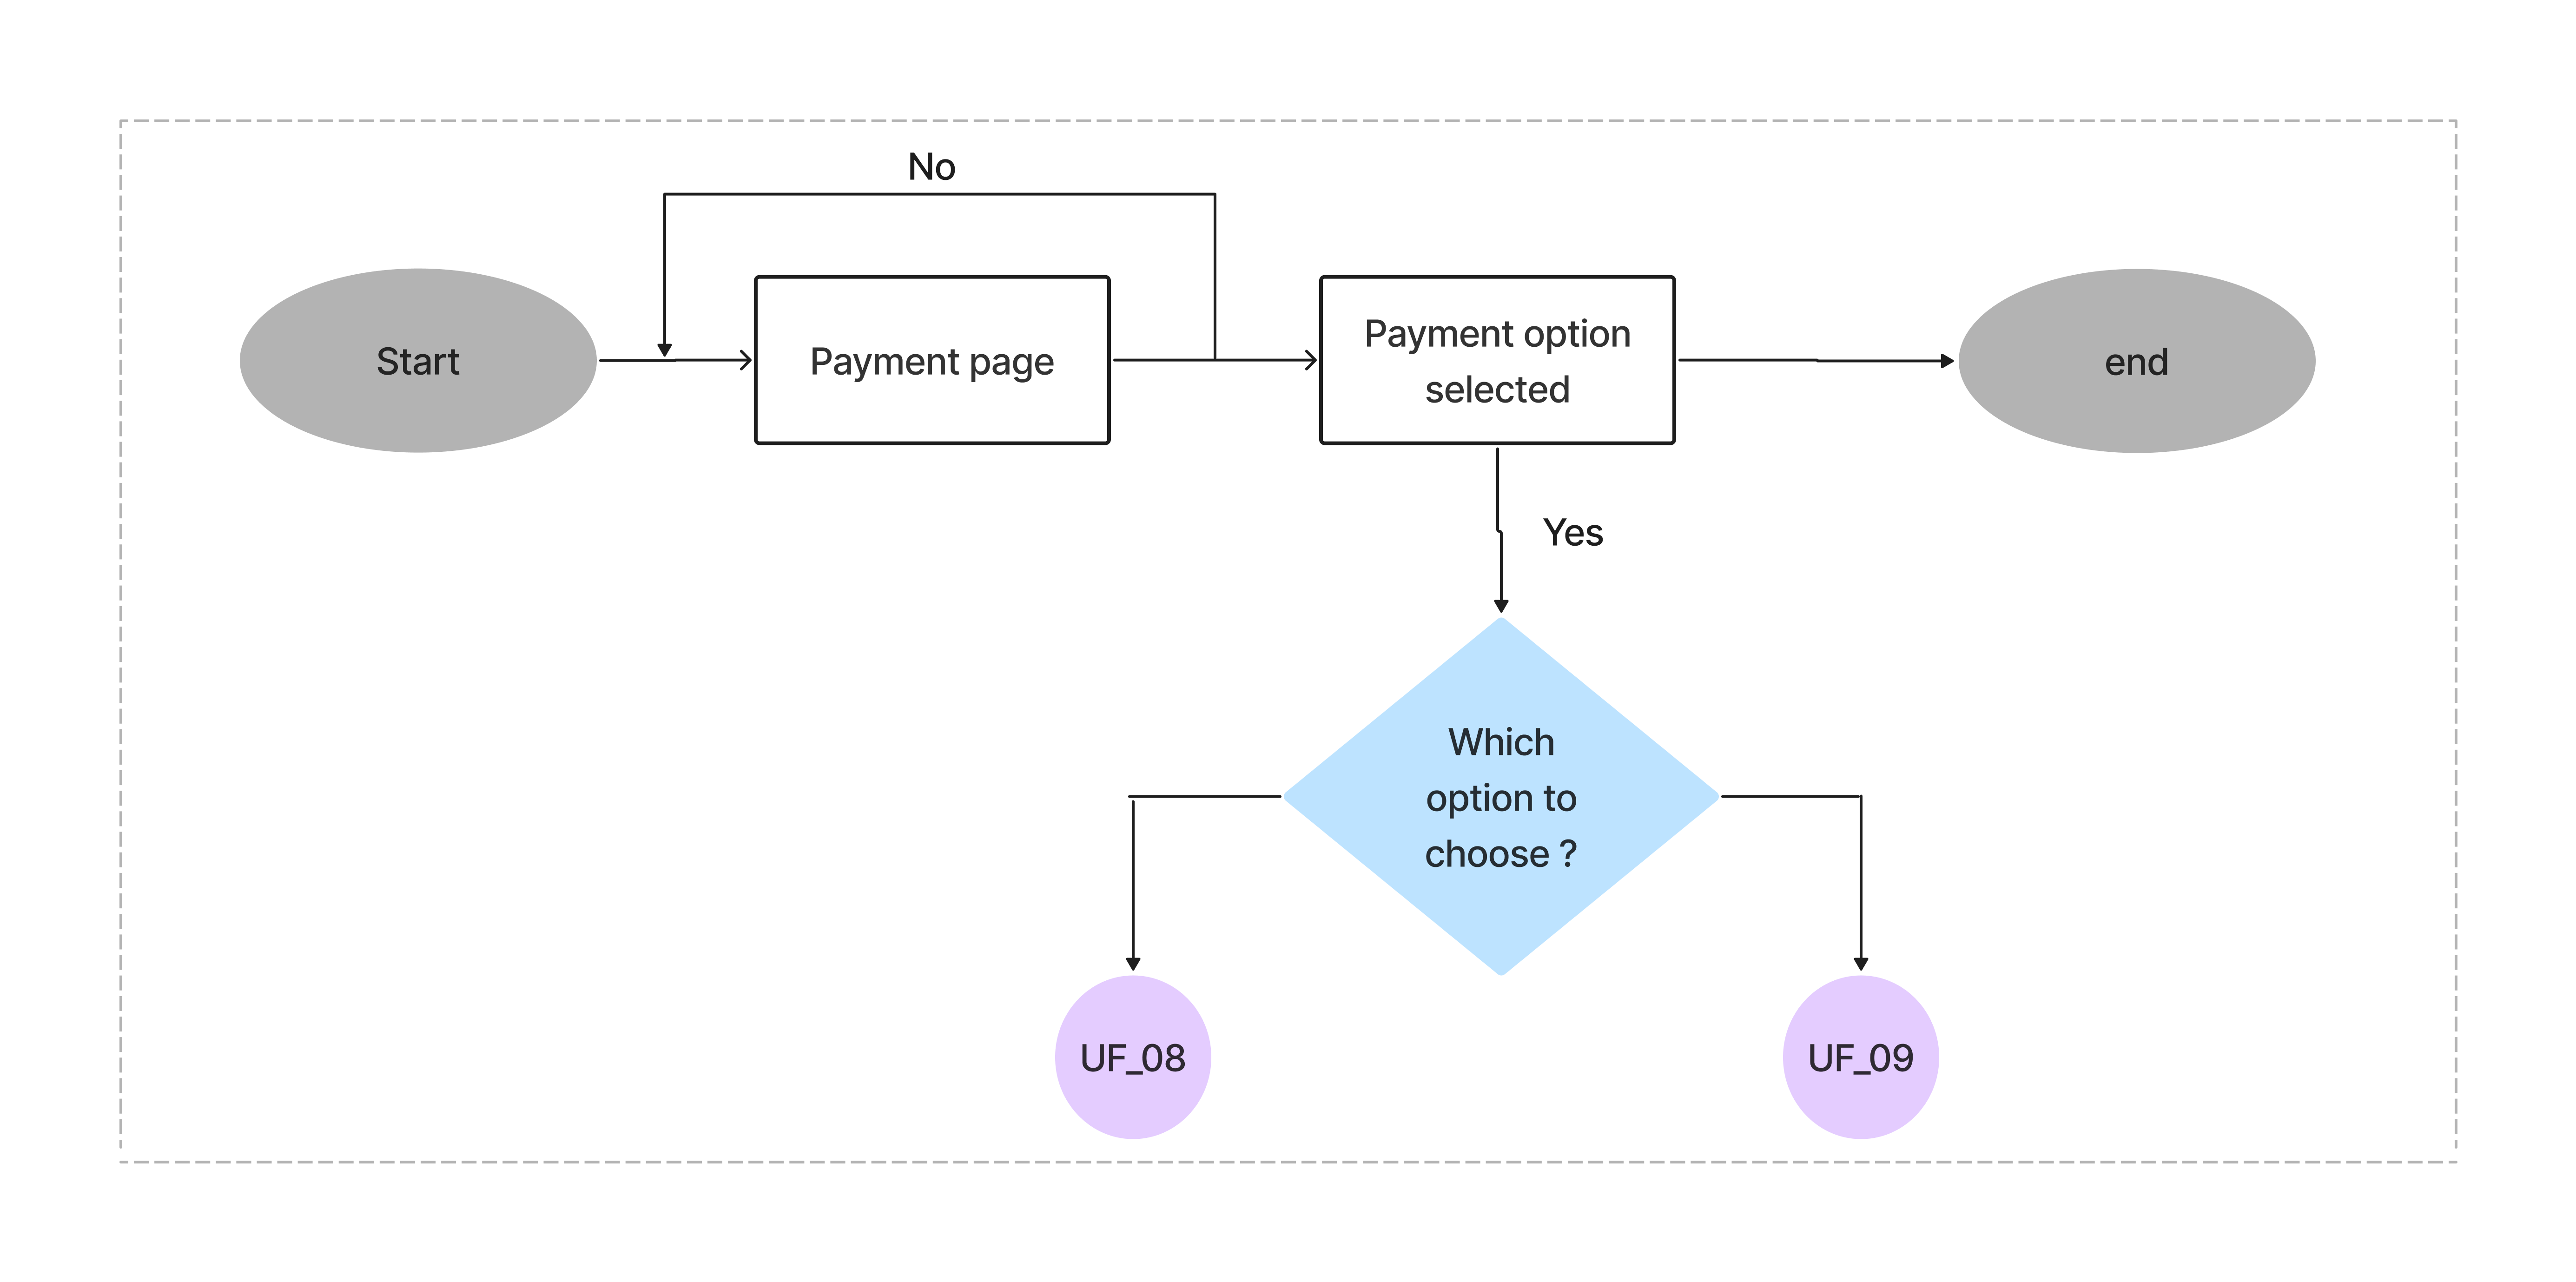 No
Start
Payment page
Payment option
selected
end
Yes
Which
option to
choose ?
UF_08
UF_09